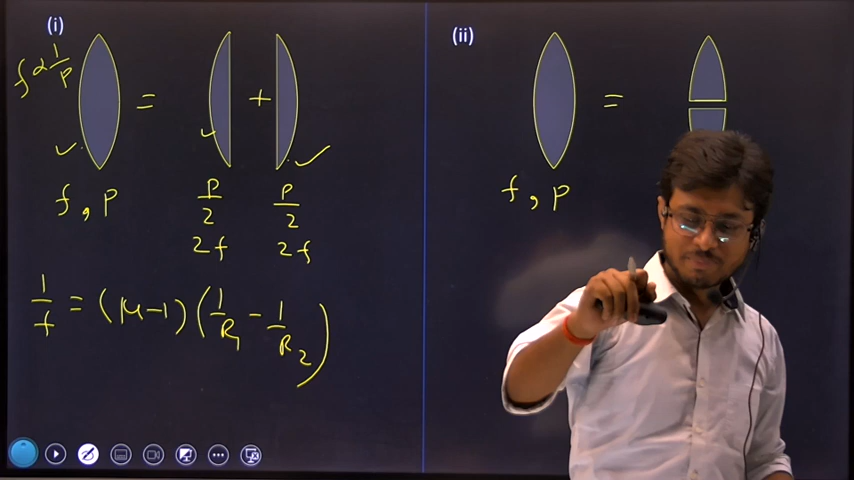 (i)
f ∝ 1/P
=
+
f, P
P/2
P/2
2f
2f
1/f = (μ-1)(1/R₁ - 1/R₂)
(ii)
=
f, P